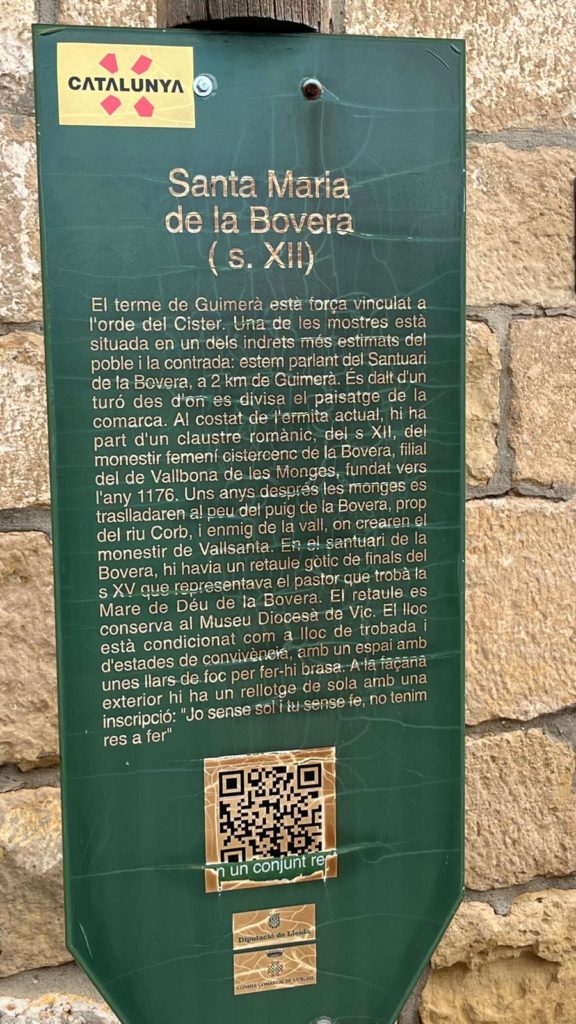 CATALUNYA
Santa Maria
de la Bovera
( s. XII)
El terme de Guimerà està força vinculat a
l'orde del Cister. Una de les mostres està
situada en un dels indrets més estimats del
poble i la contrada: estem parlant del Santuari
de la Bovera, a 2 km de Guimerà. És dalt d'un
turó des d'on es divisa el paisatge de la
comarca. Al costat de l'ermita actual, hi ha
part d'un claustre romànic, del s XII, del
monestir femení cistercenc de la Bovera, filial
del de Vallbona de les Monges, fundat vers
l'any 1176. Uns anys després les monges es
traslladaren al peu del puig de la Bovera, prop
del riu Corb, i enmig de la vall, on crearen el
monestir de Vallsanta. En el santuari de la
Bovera, hi havia un retaule gòtic de finals del
s XV que representava el pastor que trobà la
Mare de Déu de la Bovera. El retaule es
conserva al Museu Diocesà de Vic. El lloc
està condicionat com a lloc de trobada i
d'estades de convivència, amb un espai amb
unes llars de foc per fer-hi brasa. A la façana
exterior hi ha un rellotge de sola amb una
inscripció: "Jo sense sol i tu sense fe, no tenim
res a fer"
n un conjunt re
Diputació de Lleida
CONSELL COMARCAL DE L'URGELL